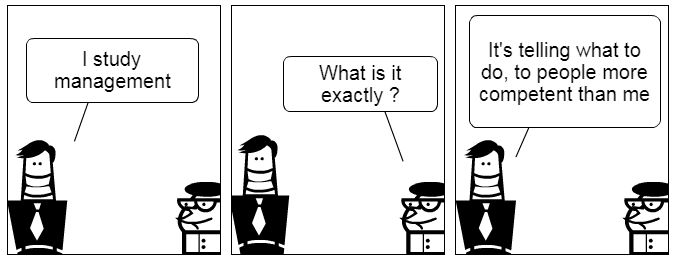 I study
management
What is it
exactly ?
It's telling what to
do, to people more
competent than me